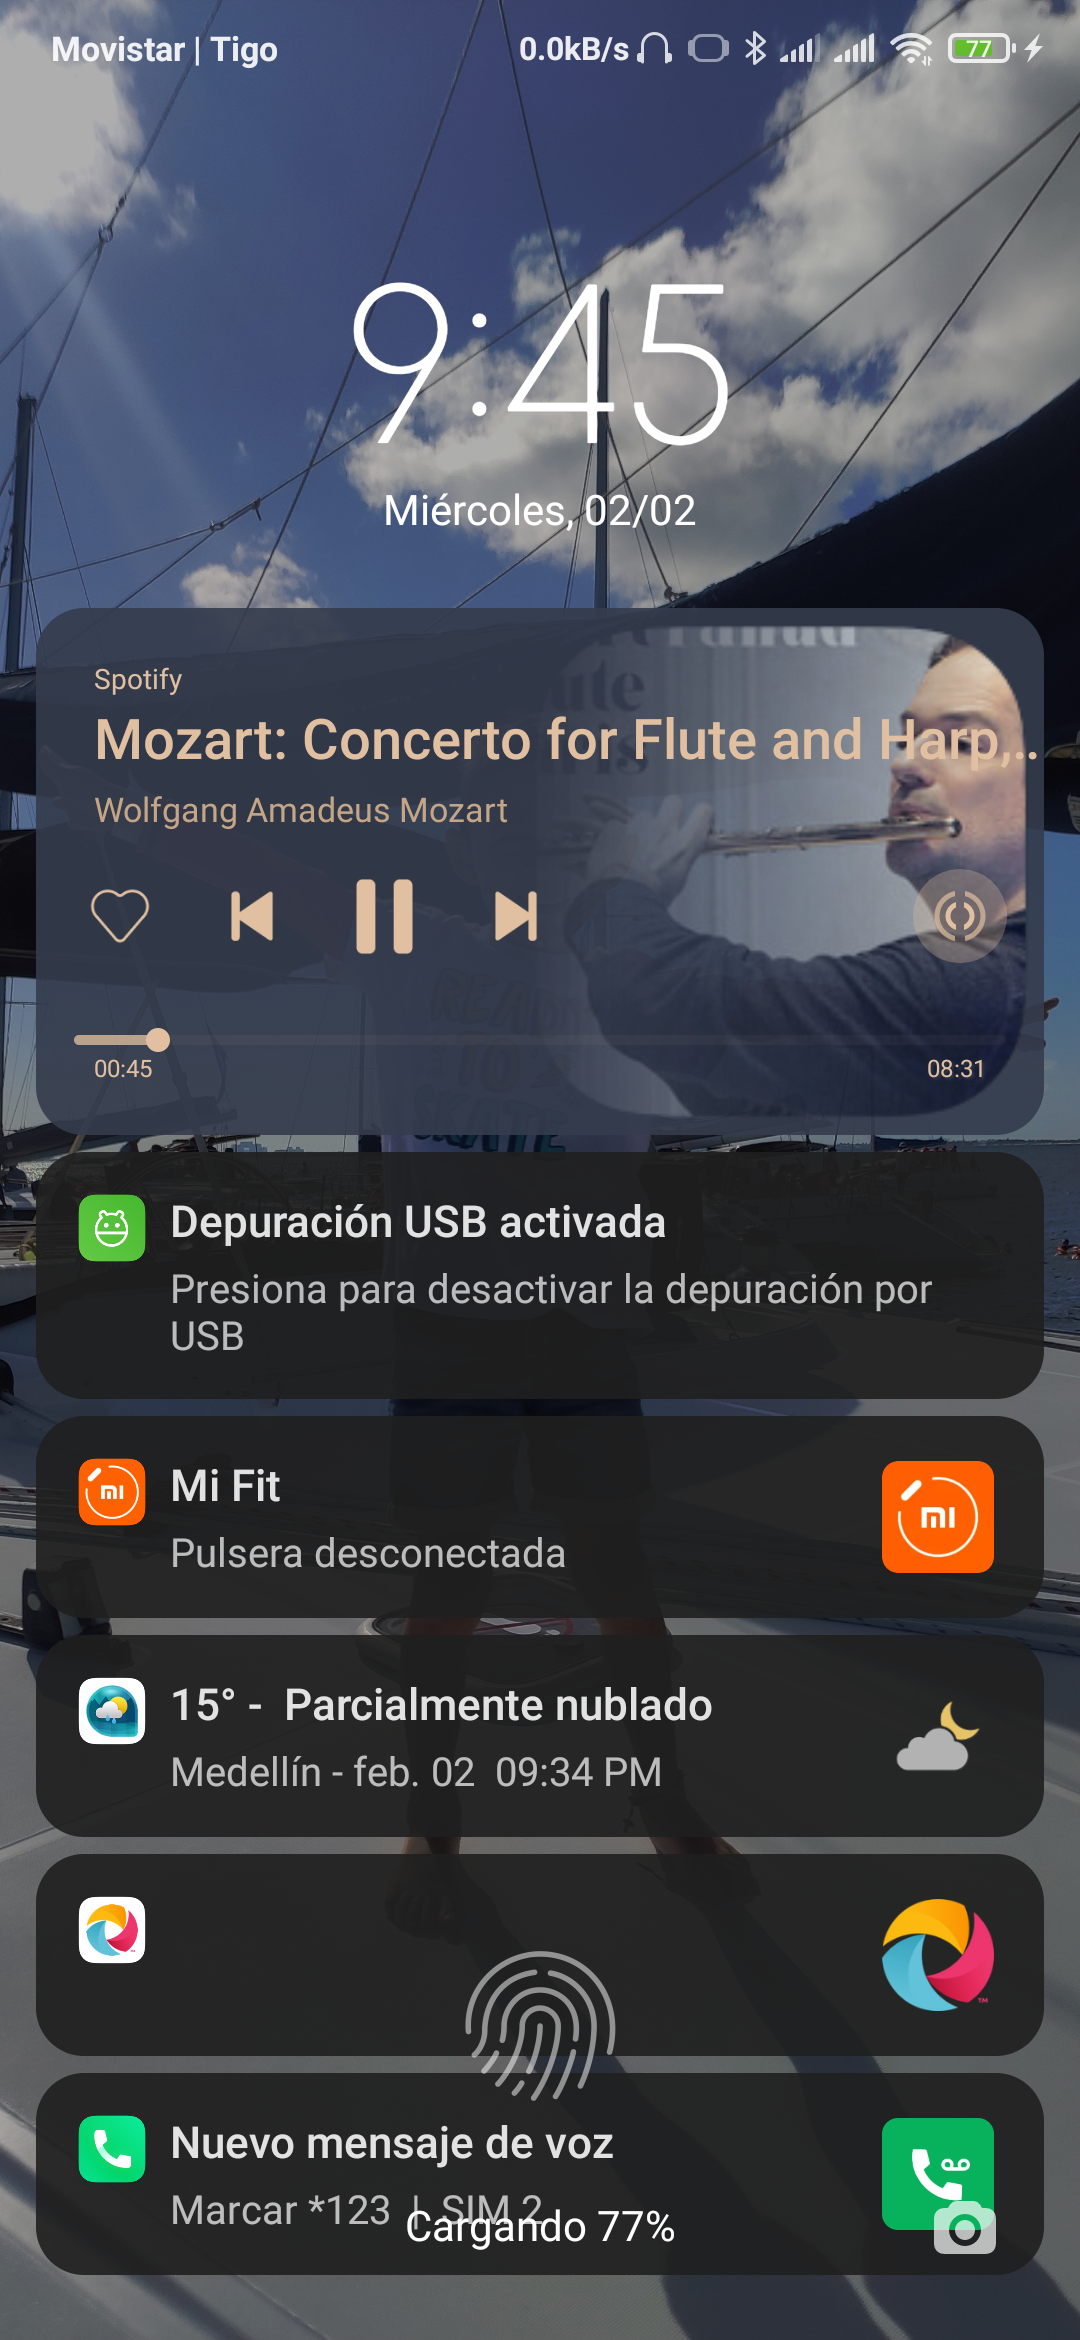 Movistar | Tigo
0.0kB/s
77
9:45
Miércoles, 02/02
Spotify
Mozart: Concerto for Flute and Harp,..
Wolfgang Amadeus Mozart
00:45
08:31
READY
TO
SKATE
Depuración USB activada
Presiona para desactivar la depuración por
USB
Mi Fit
Pulsera desconectada
15° - Parcialmente nublado
Medellín - feb. 02 09:34 PM
Nuevo mensaje de voz
Marcar *123 | SIM 2
Cargando 77%